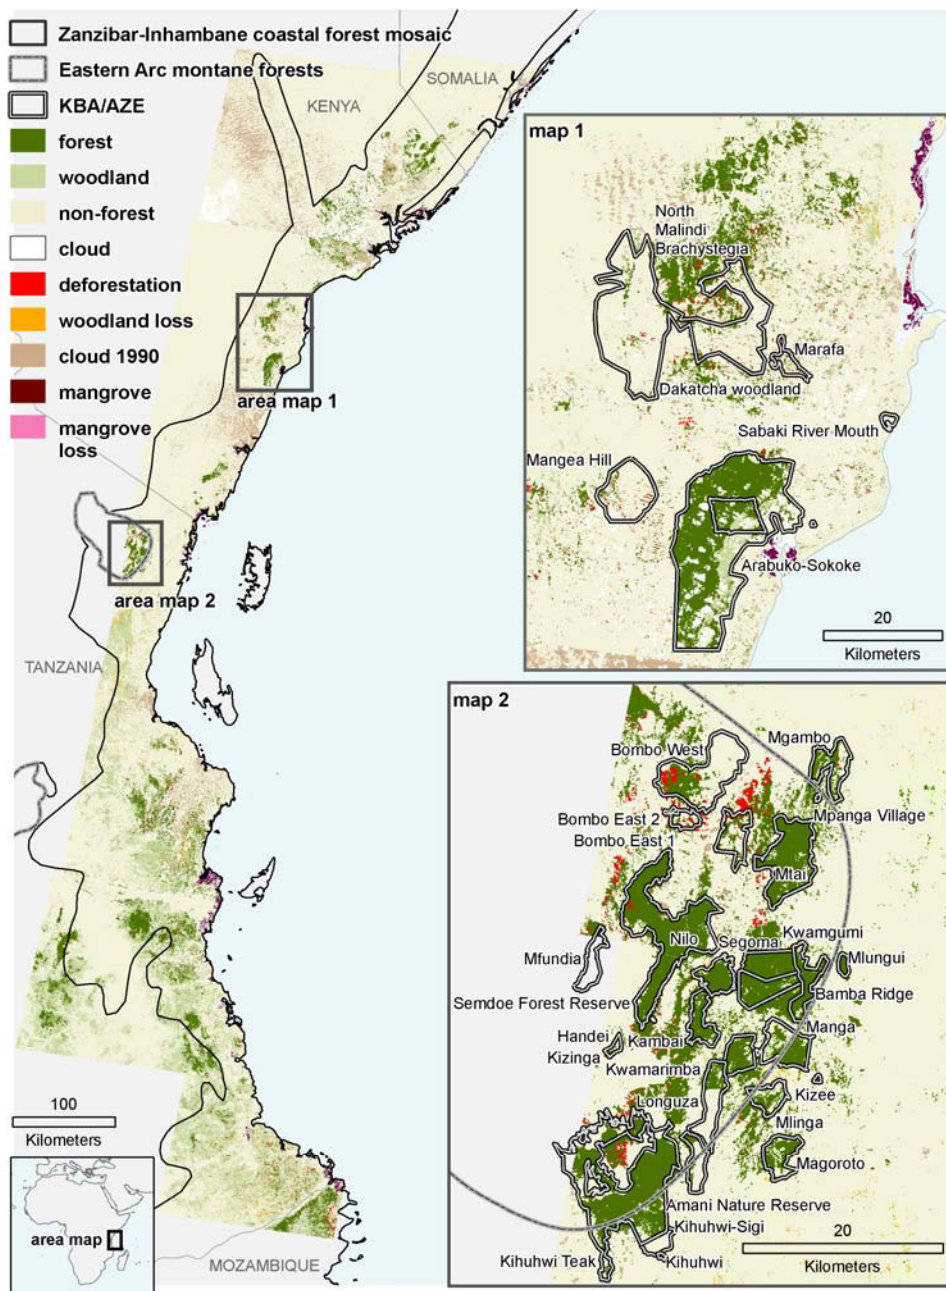 Zanzibar-Inhambane coastal forest mosaic
Eastern Arc montane forests
KBA/AZE
forest
woodland
non-forest
cloud
deforestation
woodland loss
cloud 1990
mangrove
mangrove
loss
SOMALIA
KENYA
area map 1
area map 2
TANZANIA
100
Kilometers
area map
MOZAMBIQUE
map 1
North
Malindi
Brachystegia
Marafa
Dakatcha woodland
Sabaki River Mouth
Mangea Hill
Arabuko-Sokoke
20
Kilometers
map 2
Mgambo
Bombo West
Bombo East 2
Mpanga Village
Bombo East 1
Mtai
Kwamgumi
Nilo
Segoma
Mfundia
Mlungui
Semdoe Forest Reserve
Bamba Ridge
Handei
Kambai
Manga
Kizinga
Kwamarimba
Longuza
Kizee
Mlinga
Magoroto
Amani Nature Reserve
Kihuhwi-Sigi
20
Kihuhwi Teak
Kihuhwi
Kilometers